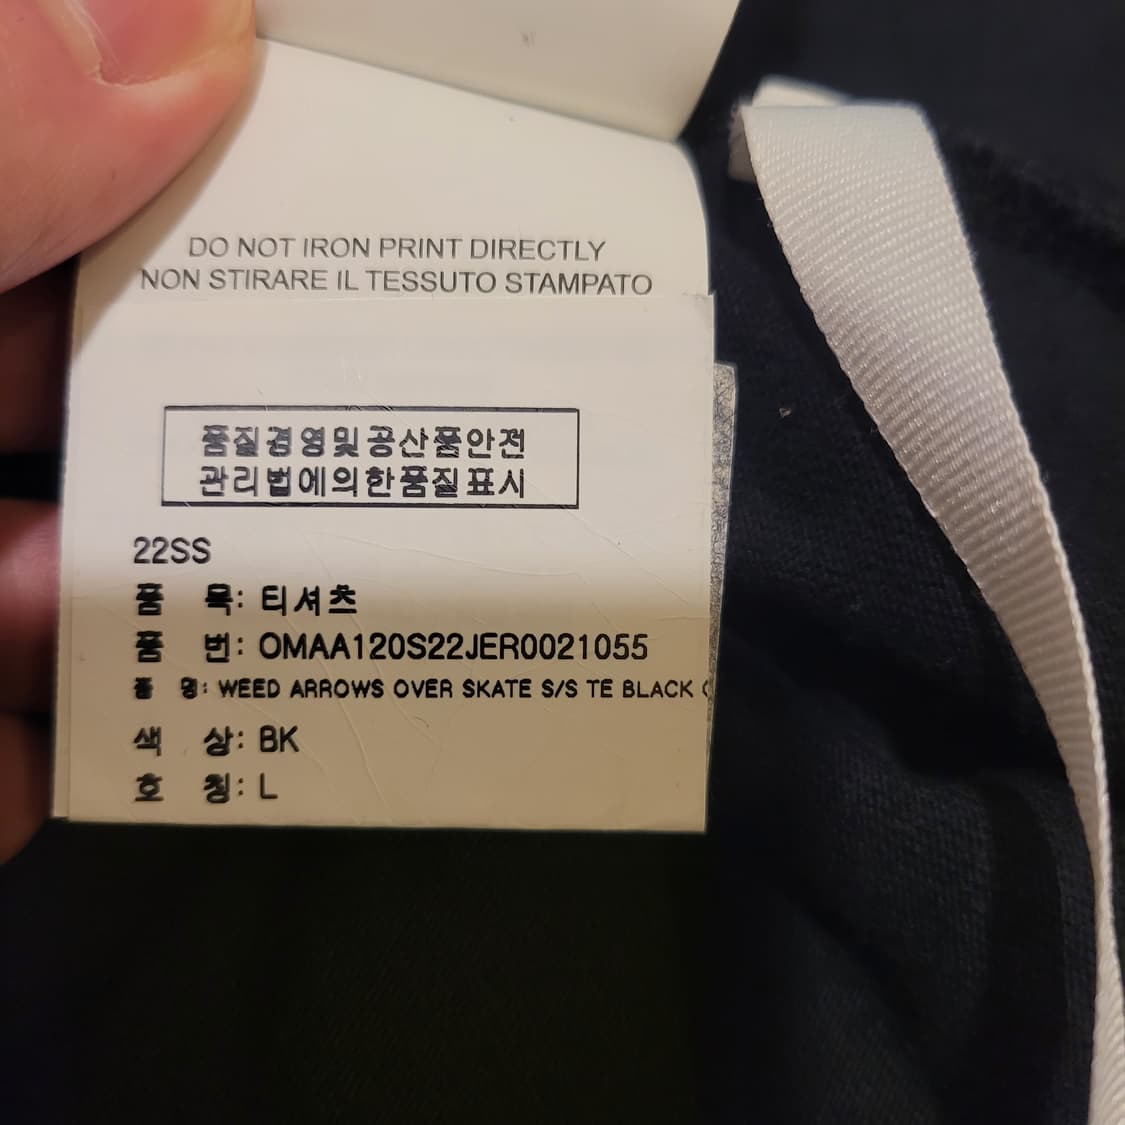 DO NOT IRON PRINT DIRECTLY
NON STIRARE IL TESSUTO STAMPATO
품질경영및공산품안전
관리법에의한품질표시
22SS
품 목: 티셔츠
품 번: OMAA120S22JER0021055
품 명: WEED ARROWS OVER SKATE S/S TE BLACK
색 상: BK
호 칭: L